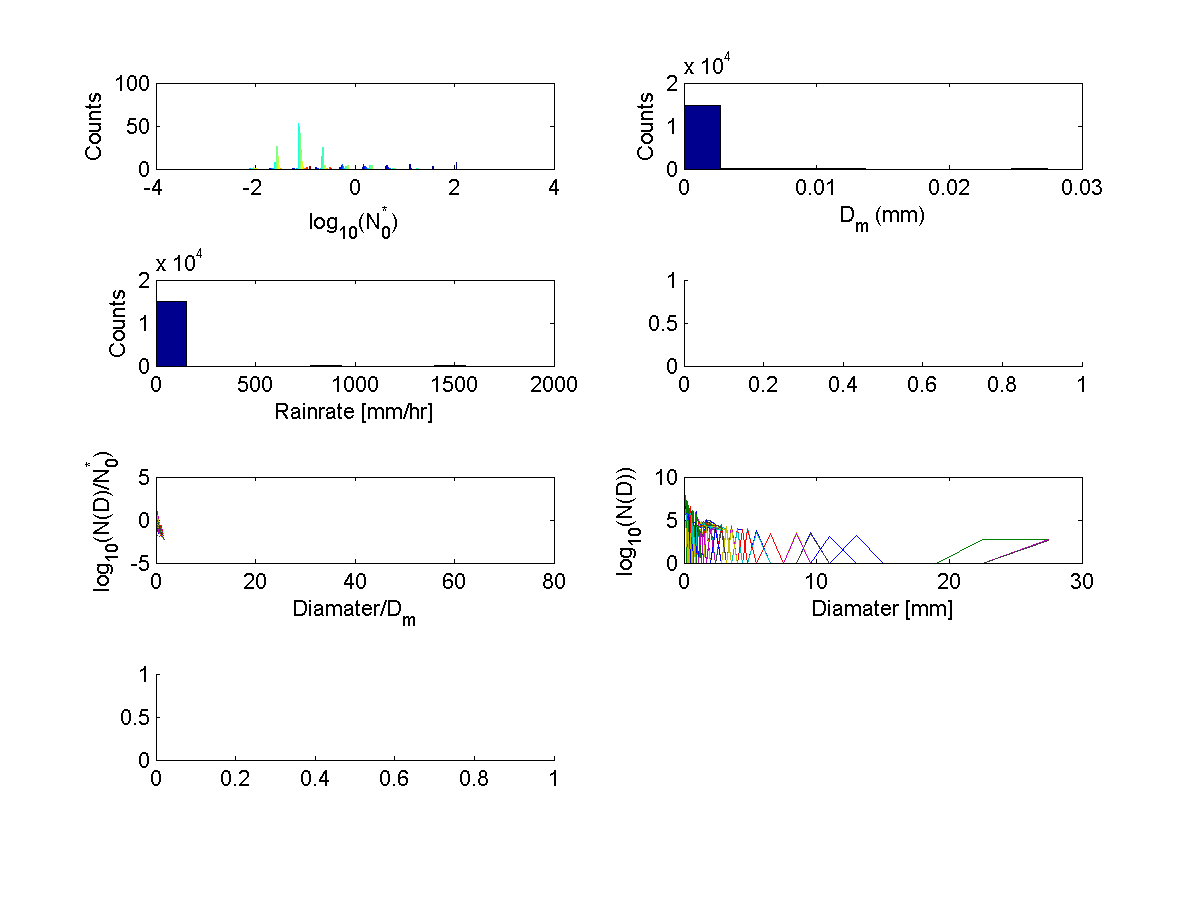 100
50
0
-4 -2 0 2 4
Counts
log10(N0*)
x 10^4
2
1
0
0 0.01 0.02 0.03
Counts
Dm (mm)
x 10^4
2
1
0
0 500 1000 1500 2000
Counts
Rainrate [mm/hr]
1
0.5
0
0 0.2 0.4 0.6 0.8 1
5
0
-5
0 20 40 60 80
log10(N(D)/N0*)
Diamater/Dm
10
5
0
0 10 20 30
log10(N(D))
Diamater [mm]
1
0.5
0
0 0.2 0.4 0.6 0.8 1